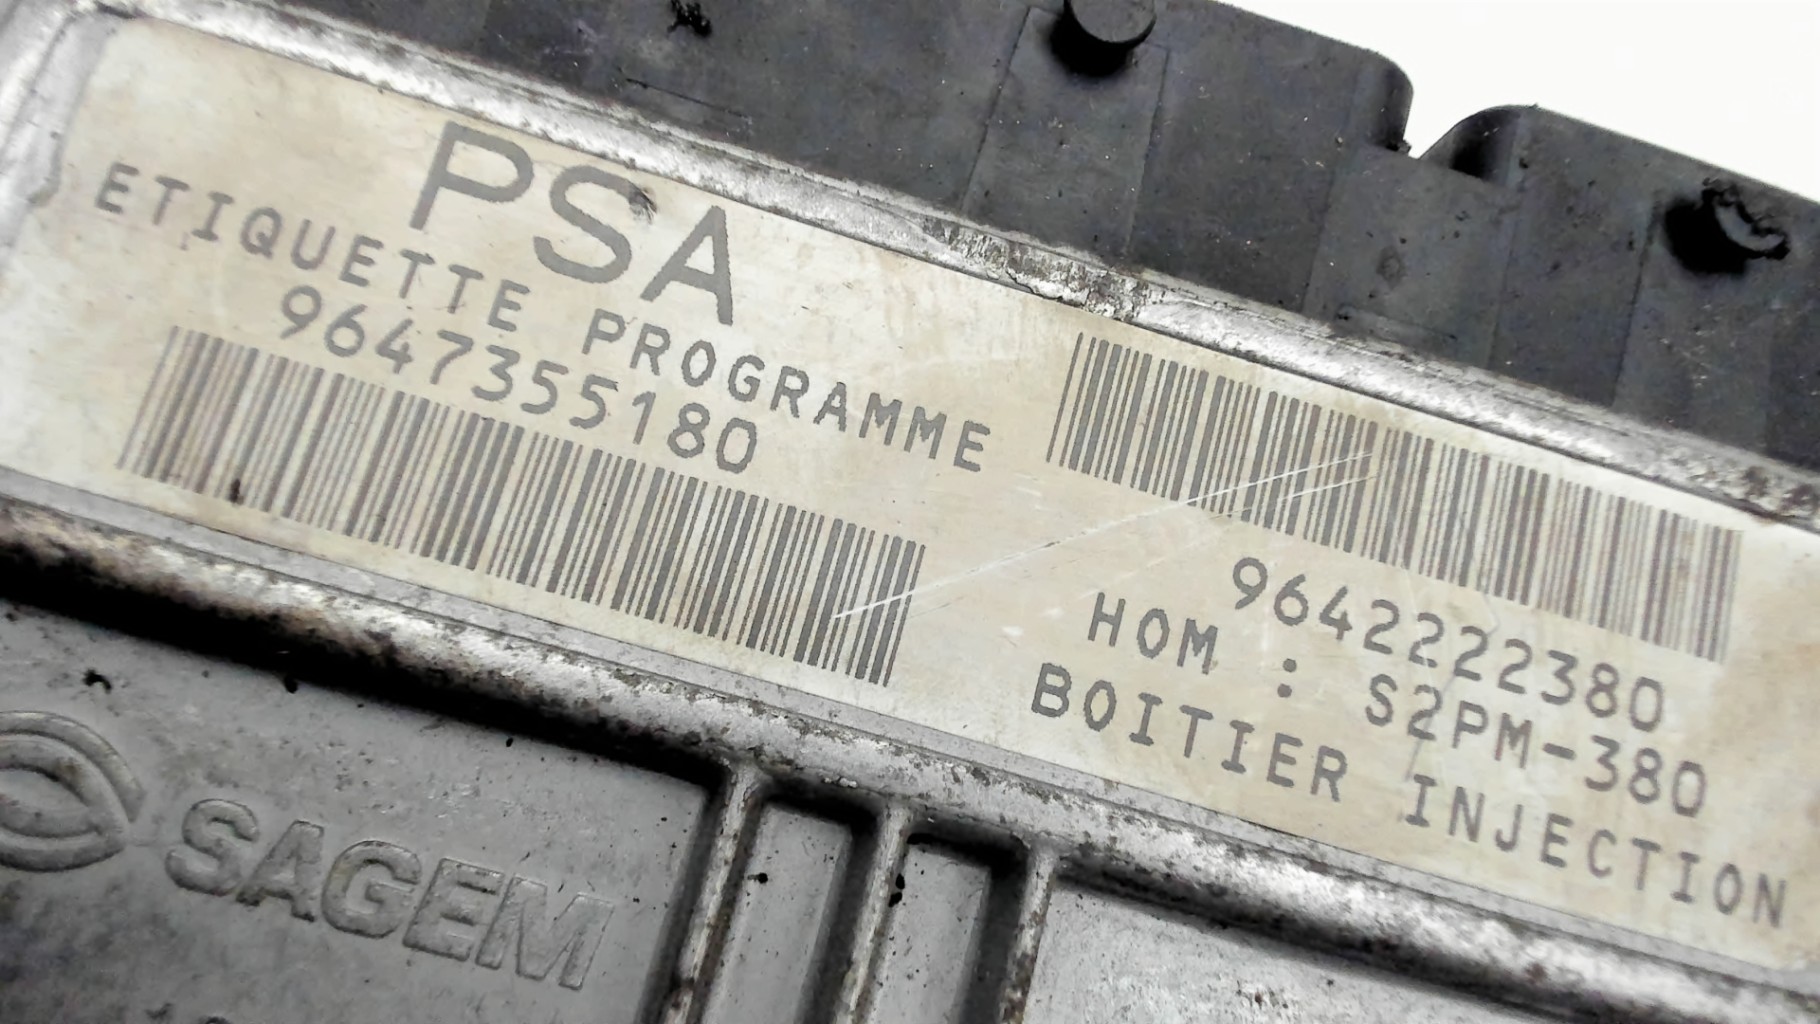 PSA
ETIQUETTE PROGRAMME
9647355180
9642222380
HOM : S2PM-380
BOITIER INJECTION
SAGEM